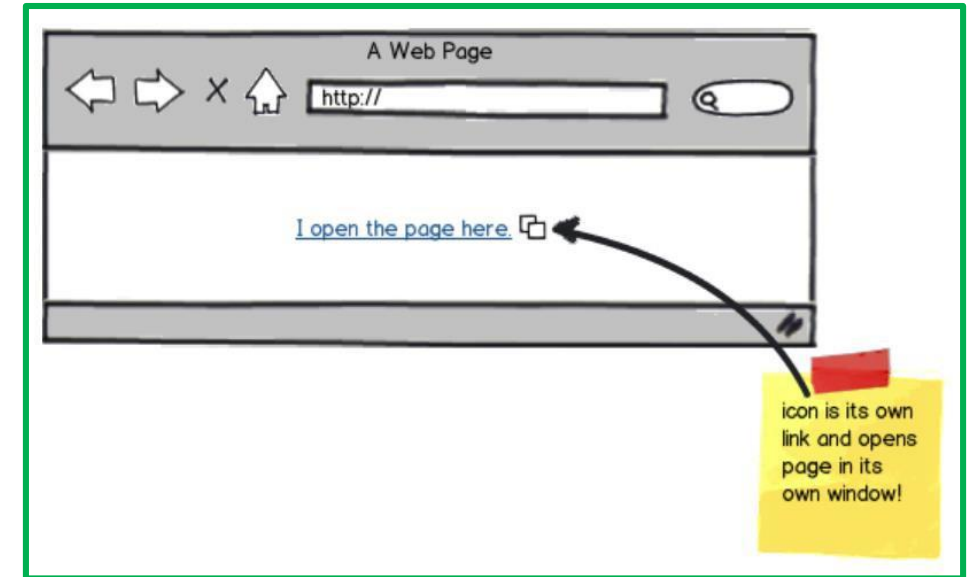 A Web Page
http://
I open the page here.
icon is its own
link and opens
page in its
own window!